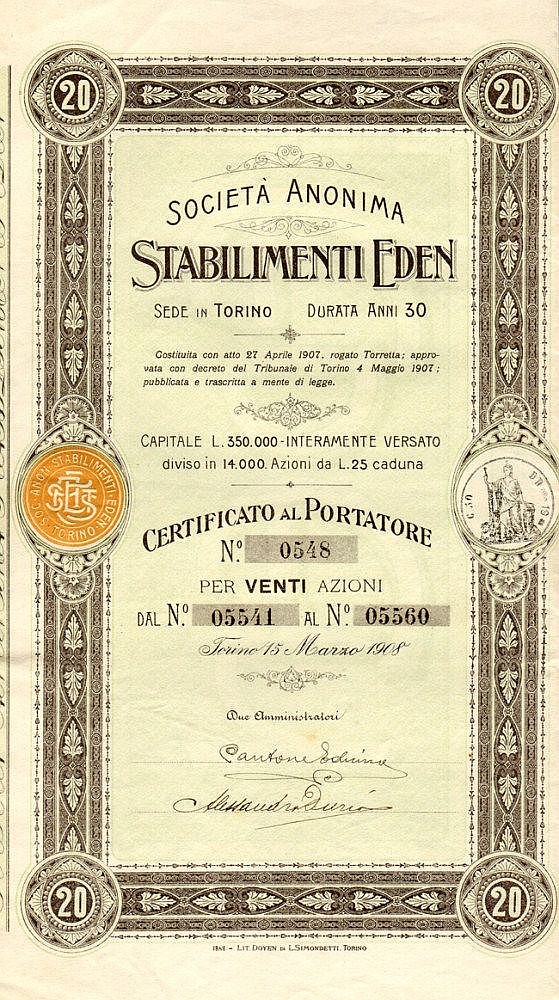 20
20
SOCIETÀ ANONIMA
STABILIMENTI EDEN
SEDE IN TORINO DURATA ANNI 30
Costituita con atto 27 Aprile 1907, rogato Torretta; appro-
vata con decreto del Tribunale di Torino 4 Maggio 1907;
pubblicata e trascritta a mente di legge.
CAPITALE L. 350.000-INTERAMENTE VERSATO
diviso in 14.000. Azioni da L. 25 caduna
SOC. ANON. STABILIMENTI EDEN
TORINO
C. 50
CERTIFICATO AL PORTATORE
N.º 0548
PER VENTI AZIONI
DAL N.º 05541 AL N.º 05560
Torino 15 Marzo 1908
Due Amministratori
Alessandro Durio
20
20
LIT. DOYEN DI L. SIMONDETTI. TORINO